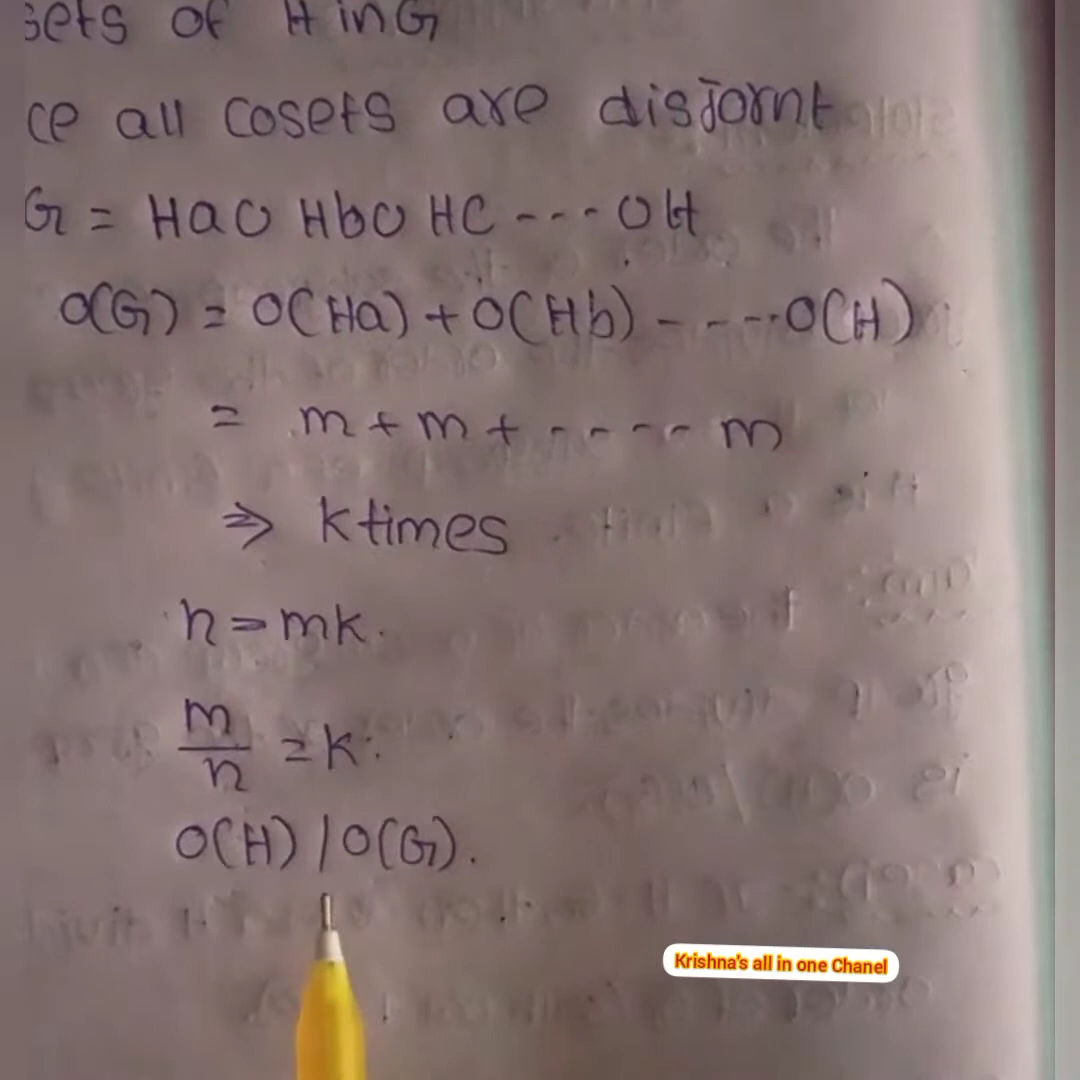 sets of H in G
ce all cosets are disjoint
G = Ha ∪ Hb ∪ HC ---- ∪ H
O(G) = O(Ha) + O(Hb) - - --- O(H)
= m + m + - - - - m
⇒ k times
n = mk.
m/n = k.
O(H) / O(G).
Krishna's all in one Chanel